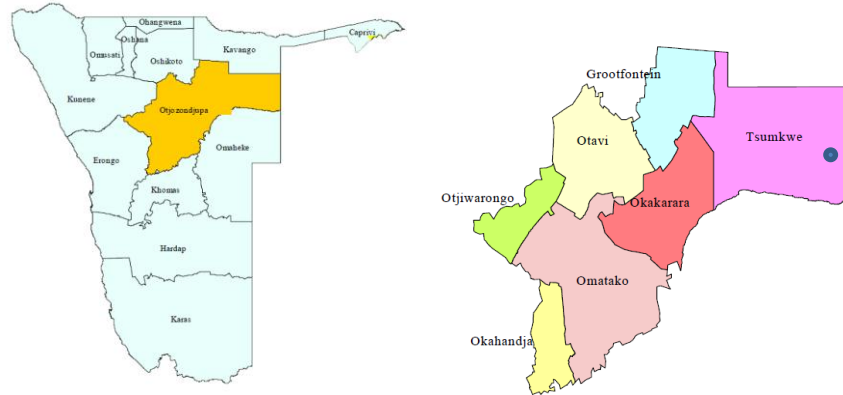 Ohangwena
Oshana
Omusati
Oshikoto
Kavango
Caprivi
Kunene
Otjozondjupa
Erongo
Omaheke
Khomas
Hardap
Karas
Grootfontein
Otavi
Tsumkwe
Otjiwarongo
Okakarara
Omatako
Okahandja